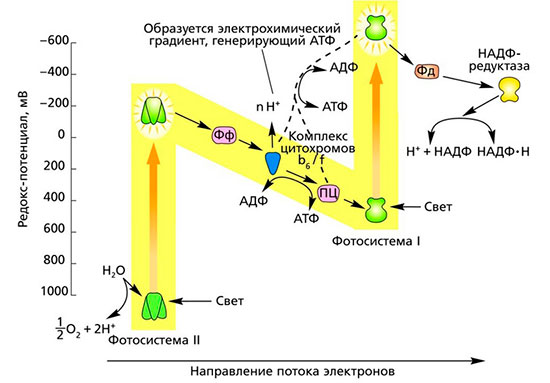 Образуется электрохимический
градиент, генерирующий АТФ
Редокс-потенциал, мВ
−600
−400
−200
0
200
400
600
800
1000
n H⁺
АДФ
АТФ
Фд
НАДФ-
редуктаза
H⁺ + НАДФ
НАДФ·Н
Фф
Комплекс
цитохромов
b₆/f
АДФ
АТФ
ПЦ
Свет
Фотосистема I
H₂O
Свет
½O₂ + 2H⁺
Фотосистема II
Направление потока электронов